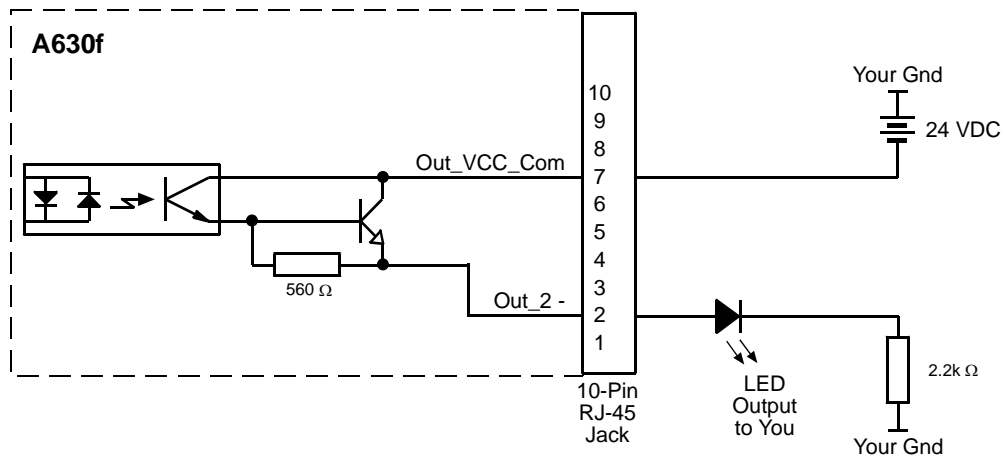 A630f
Your Gnd
24 VDC
10
9
8
7
6
5
4
3
2
1
Out_VCC_Com
560 Ω
Out_2 -
10-Pin
RJ-45
Jack
LED
Output
to You
2.2k Ω
Your Gnd